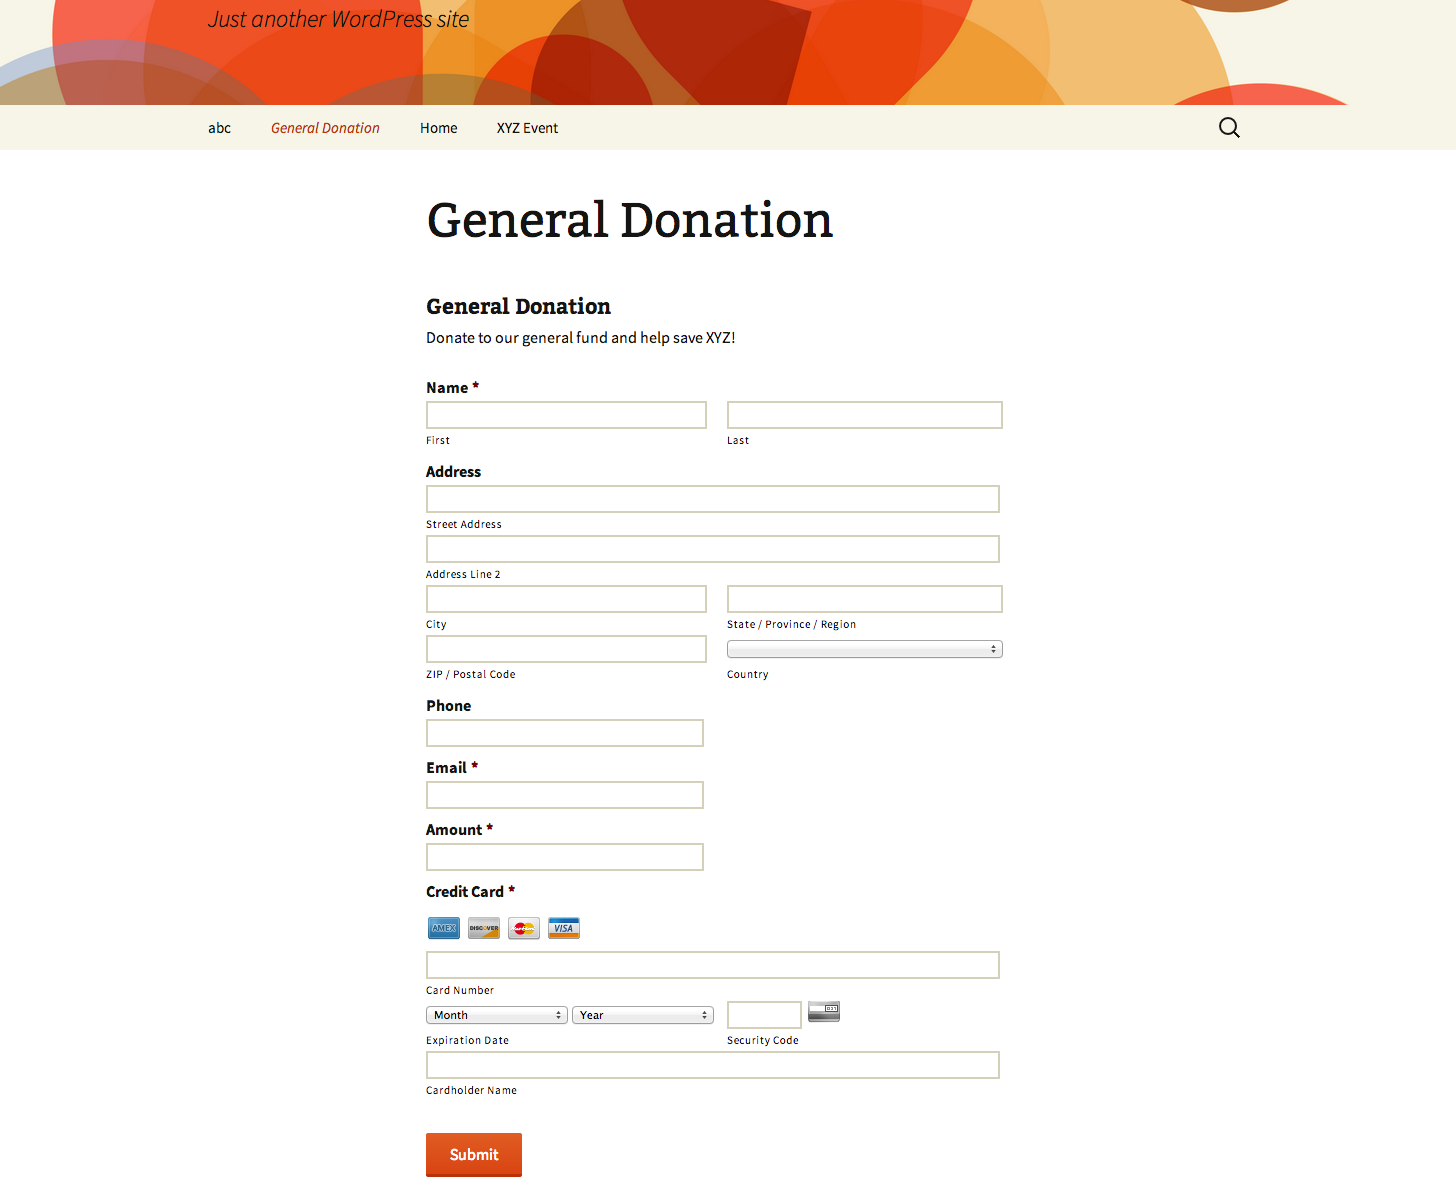 Just another WordPress site
abc General Donation Home XYZ Event
General Donation
General Donation
Donate to our general fund and help save XYZ!
Name *
First Last
Address
Street Address
Address Line 2
City State / Province / Region
ZIP / Postal Code Country
Phone
Email *
Amount *
Credit Card *
AMEX DISCOVER MasterCard VISA
Card Number
Month Year
Expiration Date Security Code
Cardholder Name
Submit